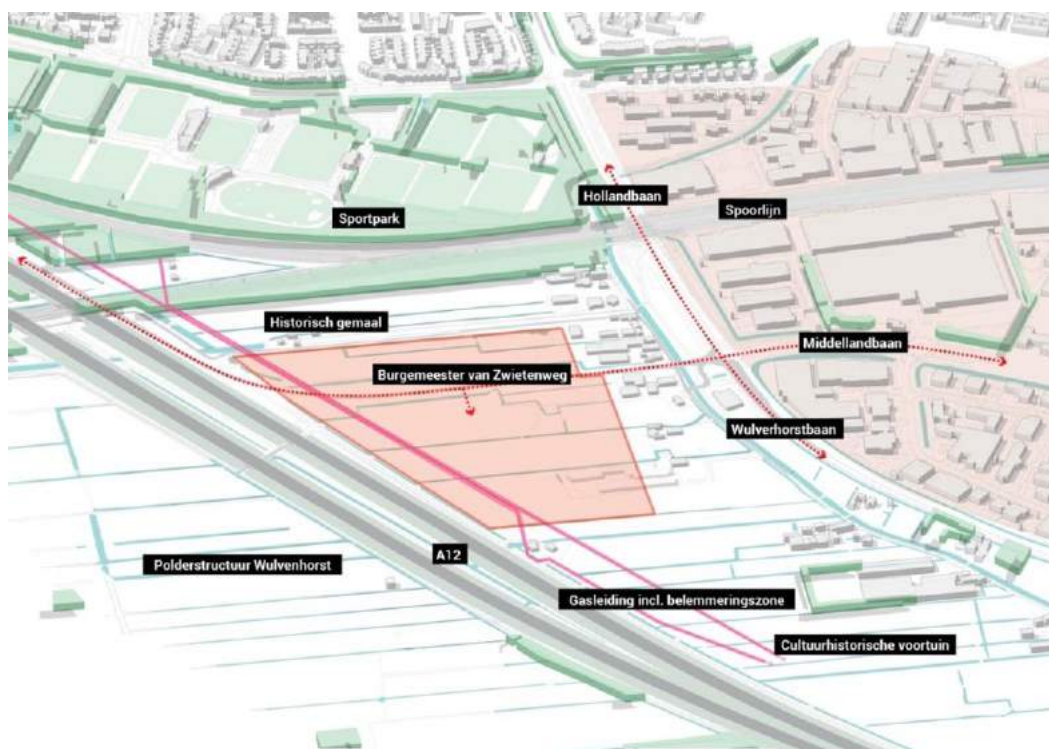 Hollandbaan
Spoorlijn
Sportpark
Historisch gemaal
Middellandbaan
Burgemeester van Zwietenweg
Wulverhorstbaan
A12
Polderstructuur Wulvenhorst
Gasleiding incl. belemmeringszone
Cultuurhistorische voortuin